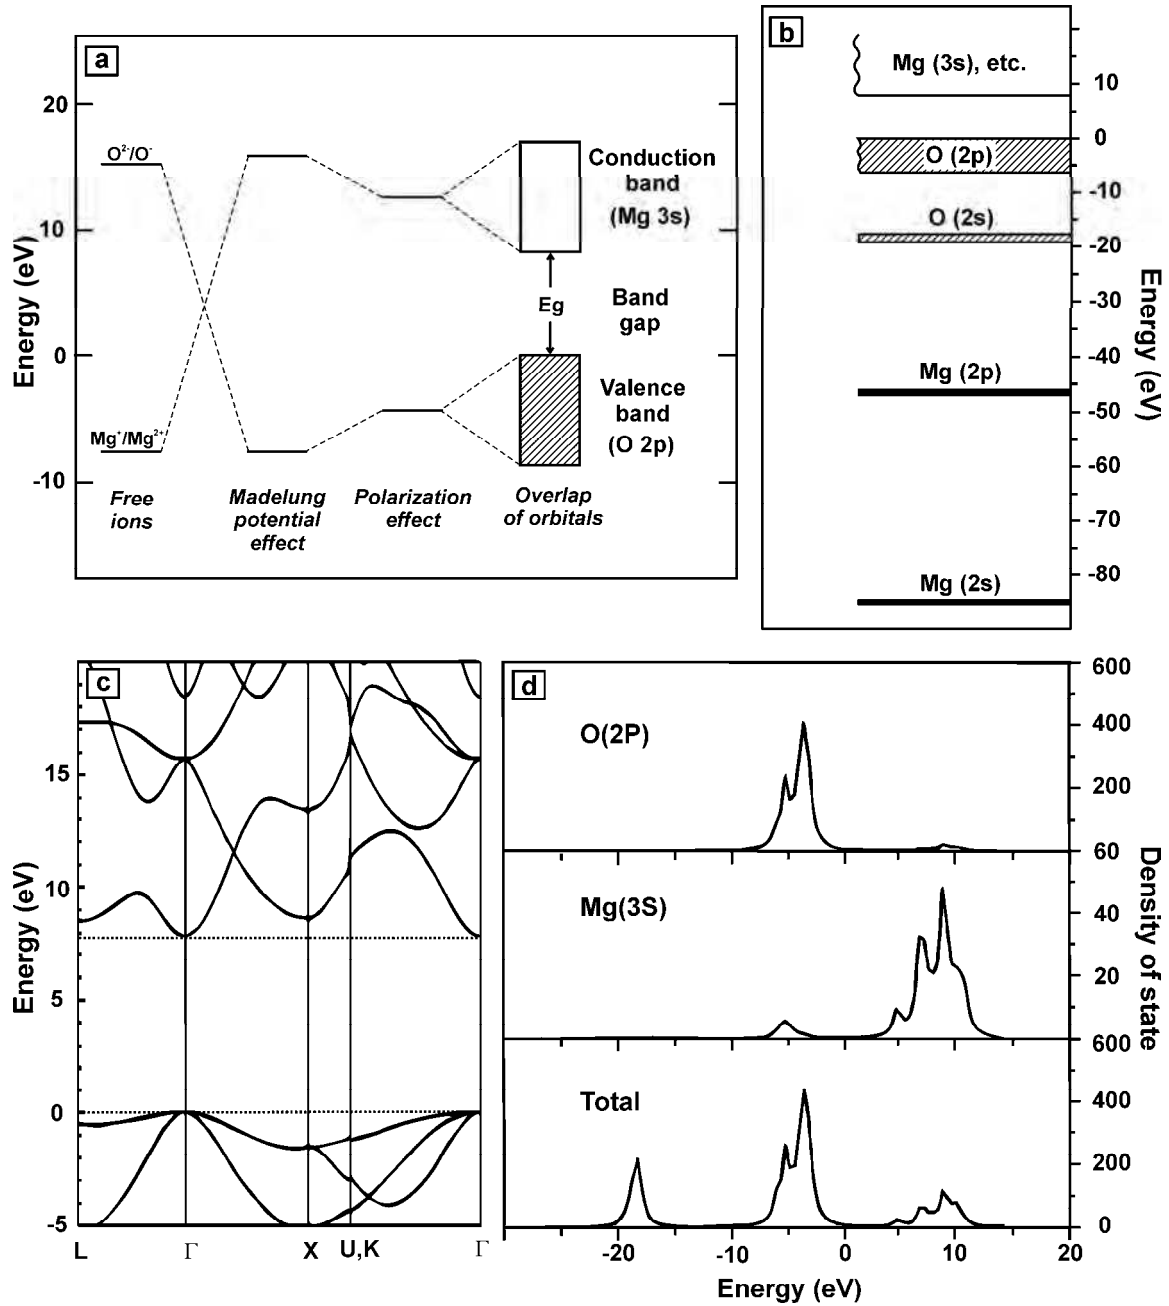 a
20
10
0
-10
Energy (eV)
O²⁻/O⁻
Mg⁺/Mg²⁺
Conduction
band
(Mg 3s)
Eg
Band
gap
Valence
band
(O 2p)
Free
ions
Madelung
potential
effect
Polarization
effect
Overlap
of orbitals
b
Mg (3s), etc.
O (2p)
O (2s)
Mg (2p)
Mg (2s)
10
0
-10
-20
-30
-40
-50
-60
-70
-80
Energy (eV)
c
15
10
5
0
-5
Energy (eV)
L
Γ
X
U,K
Γ
d
O(2P)
600
400
200
60
Mg(3S)
40
20
600
Total
400
200
0
Density of state
-20
-10
0
10
20
Energy (eV)